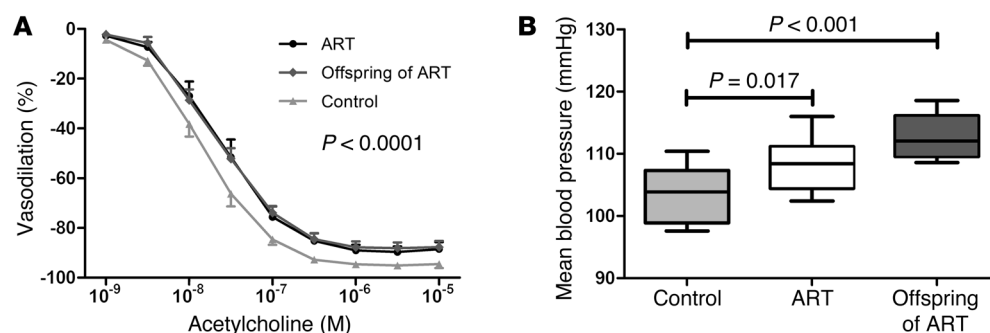 A
Vasodilation (%)
0
-20
-40
-60
-80
-100
ART
Offspring of ART
Control
P < 0.0001
10⁻⁹
10⁻⁸
10⁻⁷
10⁻⁶
10⁻⁵
Acetylcholine (M)
B
Mean blood pressure (mmHg)
130
120
110
100
90
P < 0.001
P = 0.017
Control
ART
Offspring
of ART